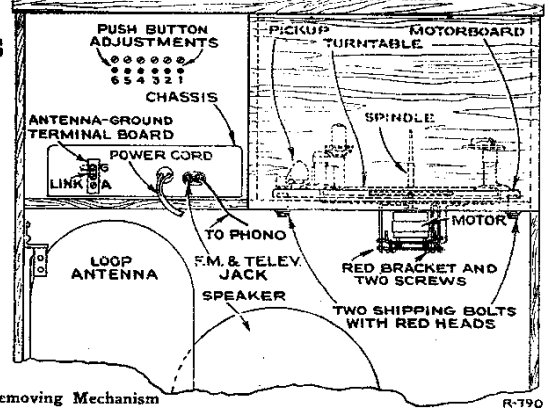 PUSH BUTTON
ADJUSTMENTS
6 5 4 3 2 1
CHASSIS
ANTENNA-GROUND
TERMINAL BOARD
POWER CORD
G
LINK
A
TO PHONO
LOOP
ANTENNA
F.M. & TELEV.
JACK
SPEAKER
PICKUP
TURNTABLE
MOTORBOARD
SPINDLE
MOTOR
RED BRACKET AND
TWO SCREWS
TWO SHIPPING BOLTS
WITH RED HEADS
emoving Mechanism
R-790